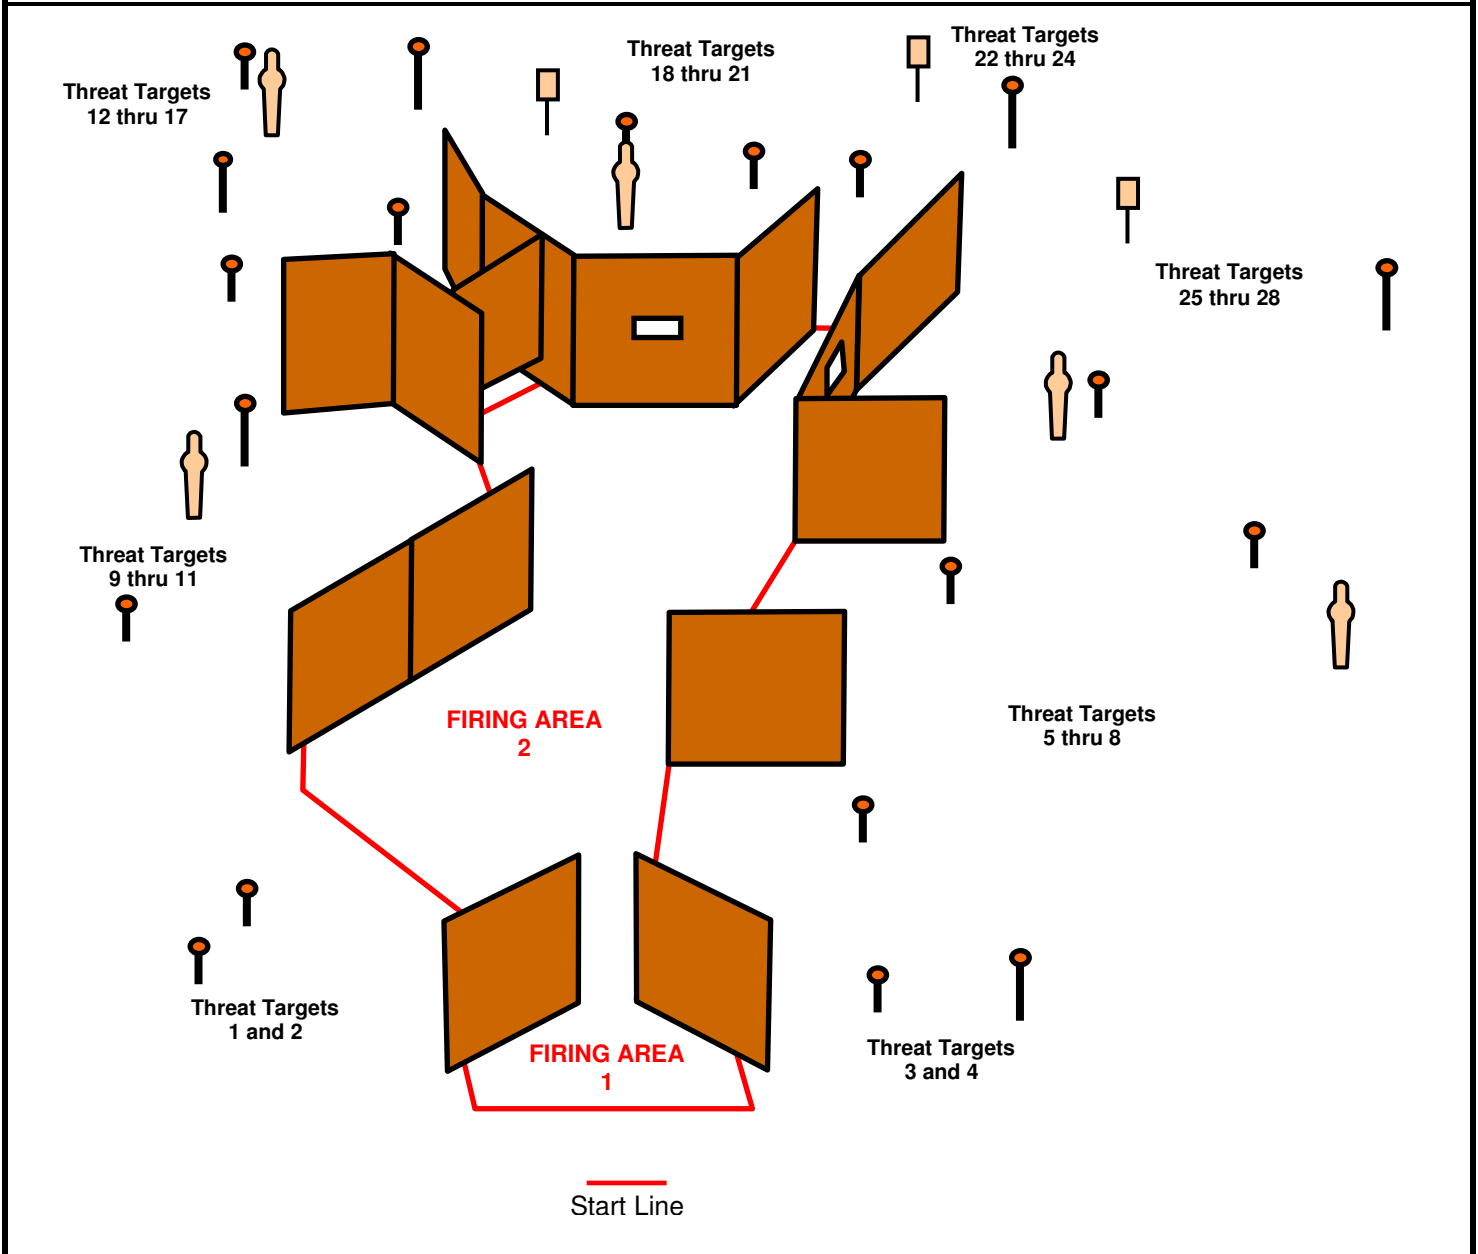 Threat Targets
18 thru 21
Threat Targets
22 thru 24
Threat Targets
12 thru 17
Threat Targets
25 thru 28
Threat Targets
9 thru 11
FIRING AREA
2
Threat Targets
5 thru 8
Threat Targets
1 and 2
FIRING AREA
1
Threat Targets
3 and 4
Start Line